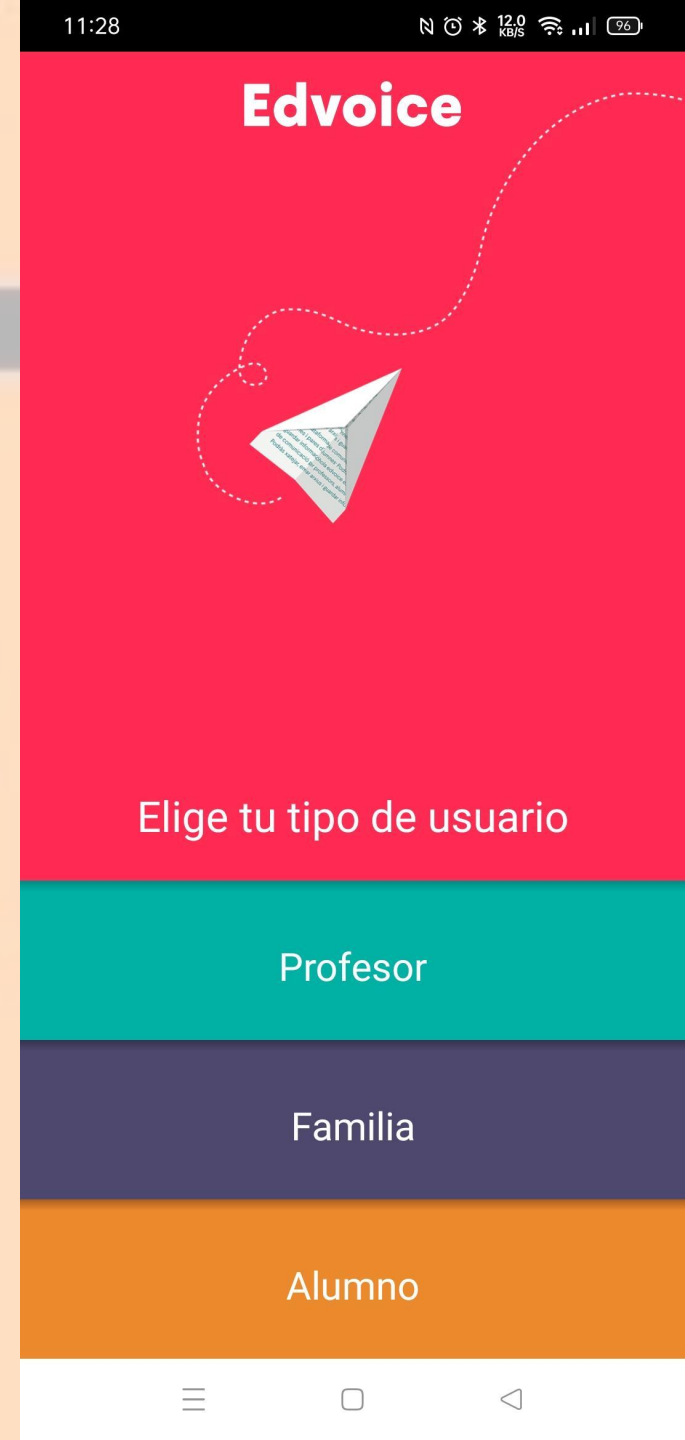 11:28
12.0
KB/S
96
Edvoice
Elige tu tipo de usuario
Profesor
Familia
Alumno